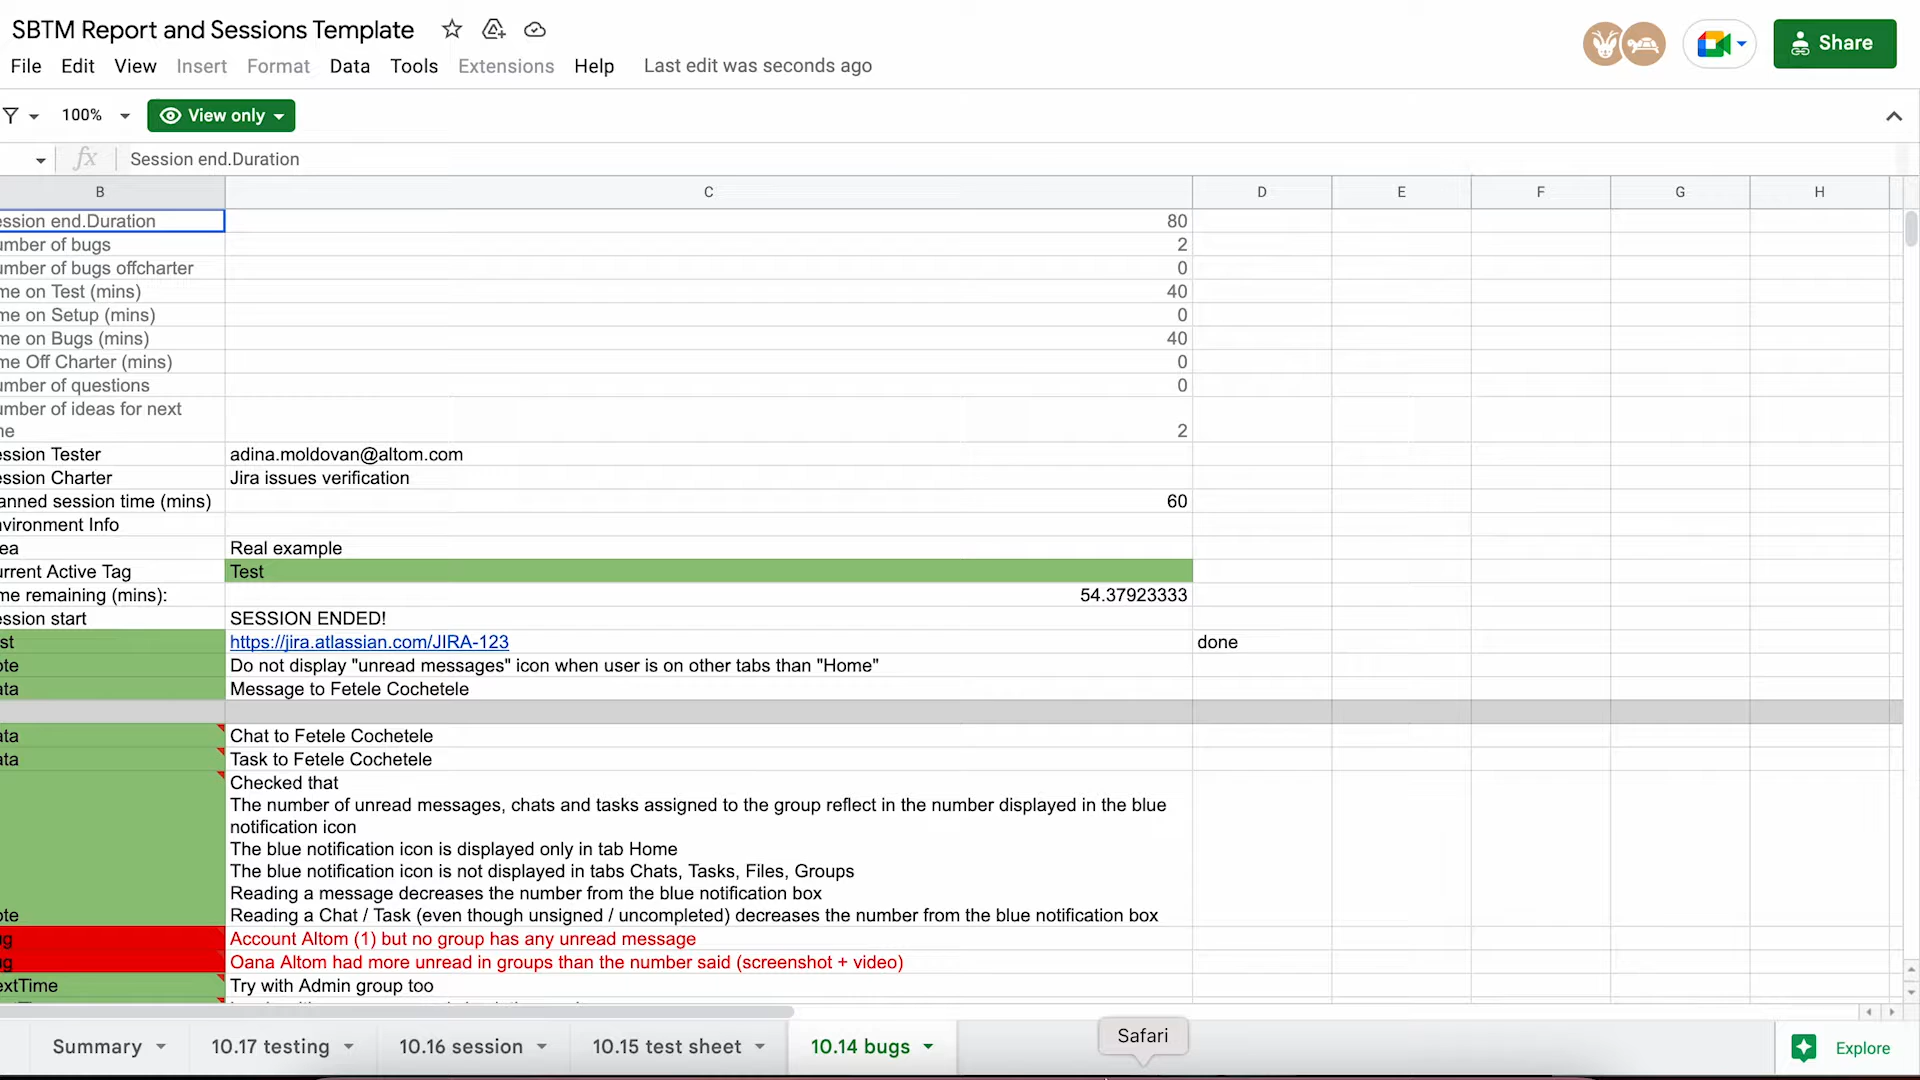 SBTM Report and Sessions Template
File Edit View Insert Format Data Tools Extensions Help Last edit was seconds ago
Share
100% View only
fx Session end.Duration
B C D E F G H
ession end.Duration 80
umber of bugs 2
umber of bugs offcharter 0
me on Test (mins) 40
me on Setup (mins) 0
me on Bugs (mins) 40
me Off Charter (mins) 0
umber of questions 0
umber of ideas for next
me 2
ession Tester adina.moldovan@altom.com
ession Charter Jira issues verification
anned session time (mins) 60
nvironment Info
ea Real example
urrent Active Tag Test
me remaining (mins): 54.37923333
ession start SESSION ENDED!
st https://jira.atlassian.com/JIRA-123 done
ote Do not display "unread messages" icon when user is on other tabs than "Home"
ata Message to Fetele Cochetele
ata Chat to Fetele Cochetele
ata Task to Fetele Cochetele
Checked that
The number of unread messages, chats and tasks assigned to the group reflect in the number displayed in the blue
notification icon
The blue notification icon is displayed only in tab Home
The blue notification icon is not displayed in tabs Chats, Tasks, Files, Groups
Reading a message decreases the number from the blue notification box
ote Reading a Chat / Task (even though unsigned / uncompleted) decreases the number from the blue notification box
ug Account Altom (1) but no group has any unread message
ug Oana Altom had more unread in groups than the number said (screenshot + video)
extTime Try with Admin group too
Summary 10.17 testing 10.16 session 10.15 test sheet 10.14 bugs Safari Explore